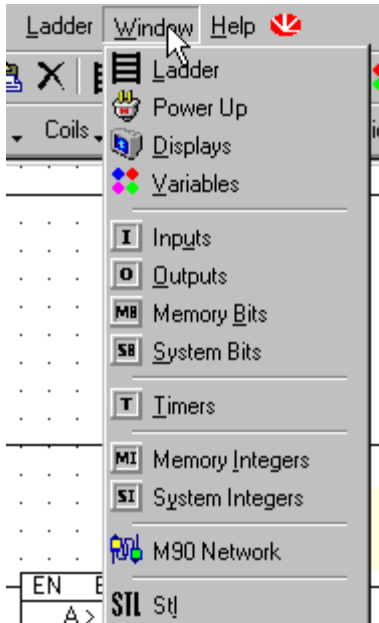 Ladder Window Help
Coils
Ladder
Power Up
Displays
Variables
I Inputs
O Outputs
MB Memory Bits
SB System Bits
T Timers
MI Memory Integers
SI System Integers
M90 Network
STL Stl
EN
A>